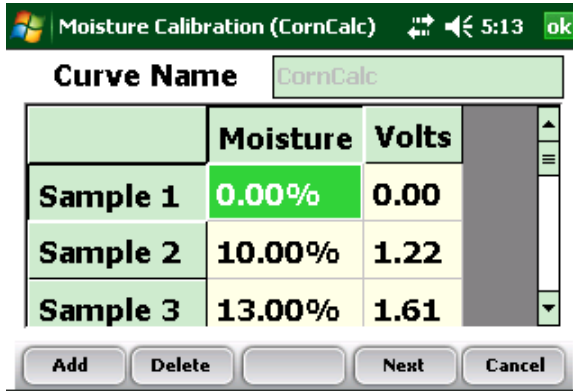 Moisture Calibration (CornCalc) 5:13 ok
Curve Name CornCalc
Moisture Volts
Sample 1 0.00% 0.00
Sample 2 10.00% 1.22
Sample 3 13.00% 1.61
Add Delete Next Cancel